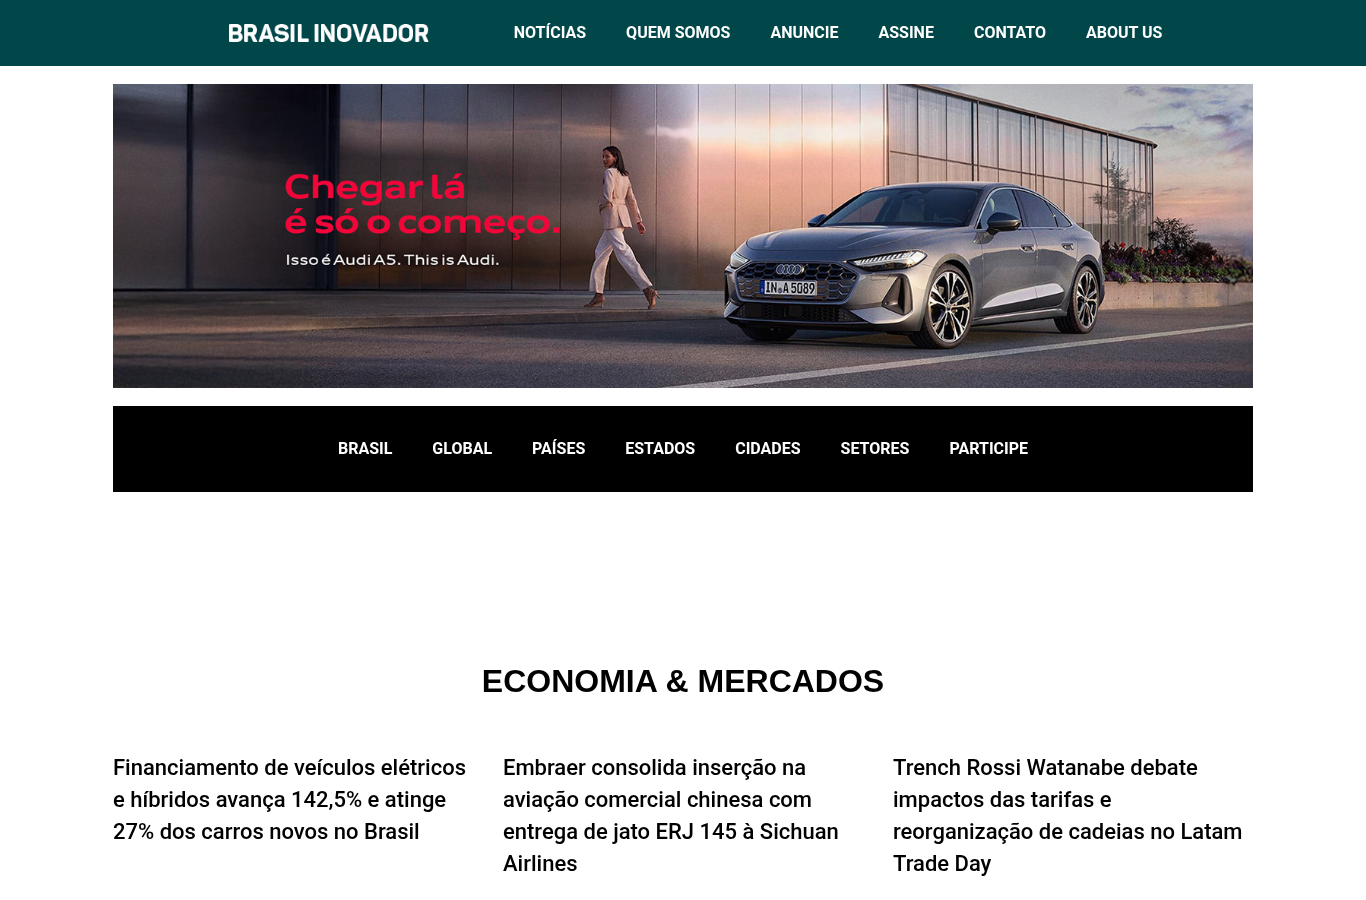 BRASIL INOVADOR
NOTÍCIAS QUEM SOMOS ANUNCIE ASSINE CONTATO ABOUT US
Chegar lá
é só o começo.
Isso é Audi A5. This is Audi.
IN A 5089
BRASIL GLOBAL PAÍSES ESTADOS CIDADES SETORES PARTICIPE
ECONOMIA & MERCADOS
Financiamento de veículos elétricos
e híbridos avança 142,5% e atinge
27% dos carros novos no Brasil
Embraer consolida inserção na
aviação comercial chinesa com
entrega de jato ERJ 145 à Sichuan
Airlines
Trench Rossi Watanabe debate
impactos das tarifas e
reorganização de cadeias no Latam
Trade Day